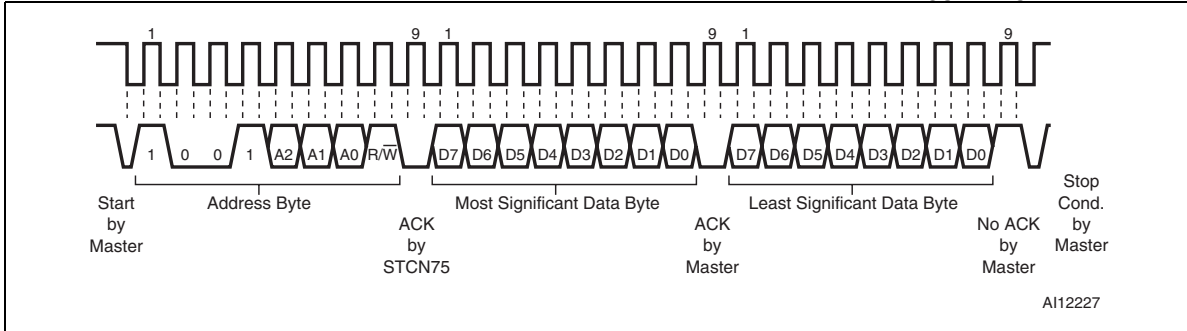 1 9 1 9 1 9
1 0 0 1 A2 A1 A0 R/W̅ D7 D6 D5 D4 D3 D2 D1 D0 D7 D6 D5 D4 D3 D2 D1 D0
Start
by
Master
Address Byte
ACK
by
STCN75
Most Significant Data Byte
ACK
by
Master
Least Significant Data Byte
No ACK
by
Master
Stop
Cond.
by
Master
AI12227